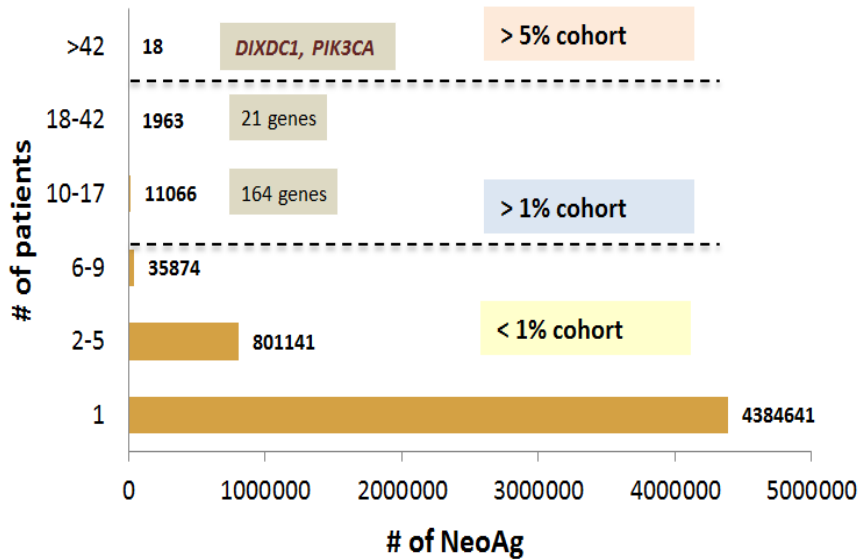 >42 18 DIXDC1, PIK3CA > 5% cohort
18-42 1963 21 genes
10-17 11066 164 genes > 1% cohort
6-9 35874
2-5 801141 < 1% cohort
1 4384641
0 1000000 2000000 3000000 4000000 5000000
# of NeoAg
# of patients